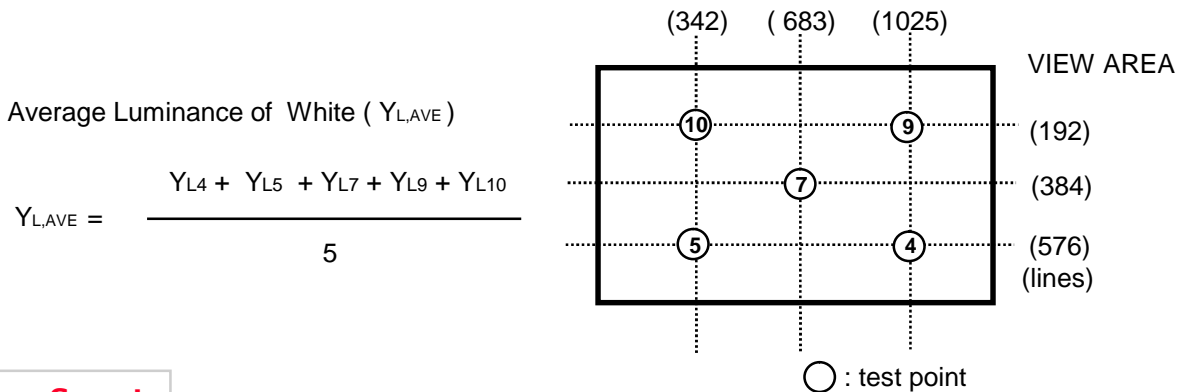 (342) ( 683) (1025)
VIEW AREA
Average Luminance of White ( YL,AVE )
10 9 (192)
YL4 + YL5 + YL7 + YL9 + YL10
7 (384)
YL,AVE =
5
5 4 (576)
(lines)
: test point